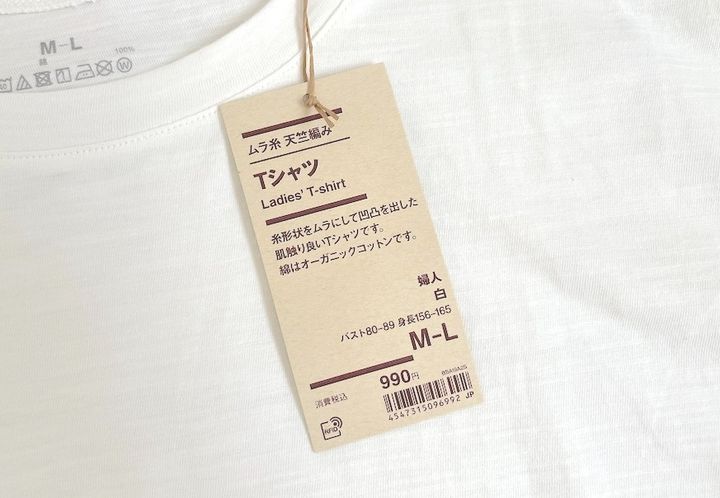 M-L
綿 100%
40
W
ムラ糸 天竺編み
Tシャツ
Ladies' T-shirt
糸形状をムラにして凹凸を出した
肌触り良いTシャツです。
綿はオーガニックコットンです。
婦人
白
バスト80-89 身長156-165
M-L
消費税込 990円
4547315096992 JP
RFID